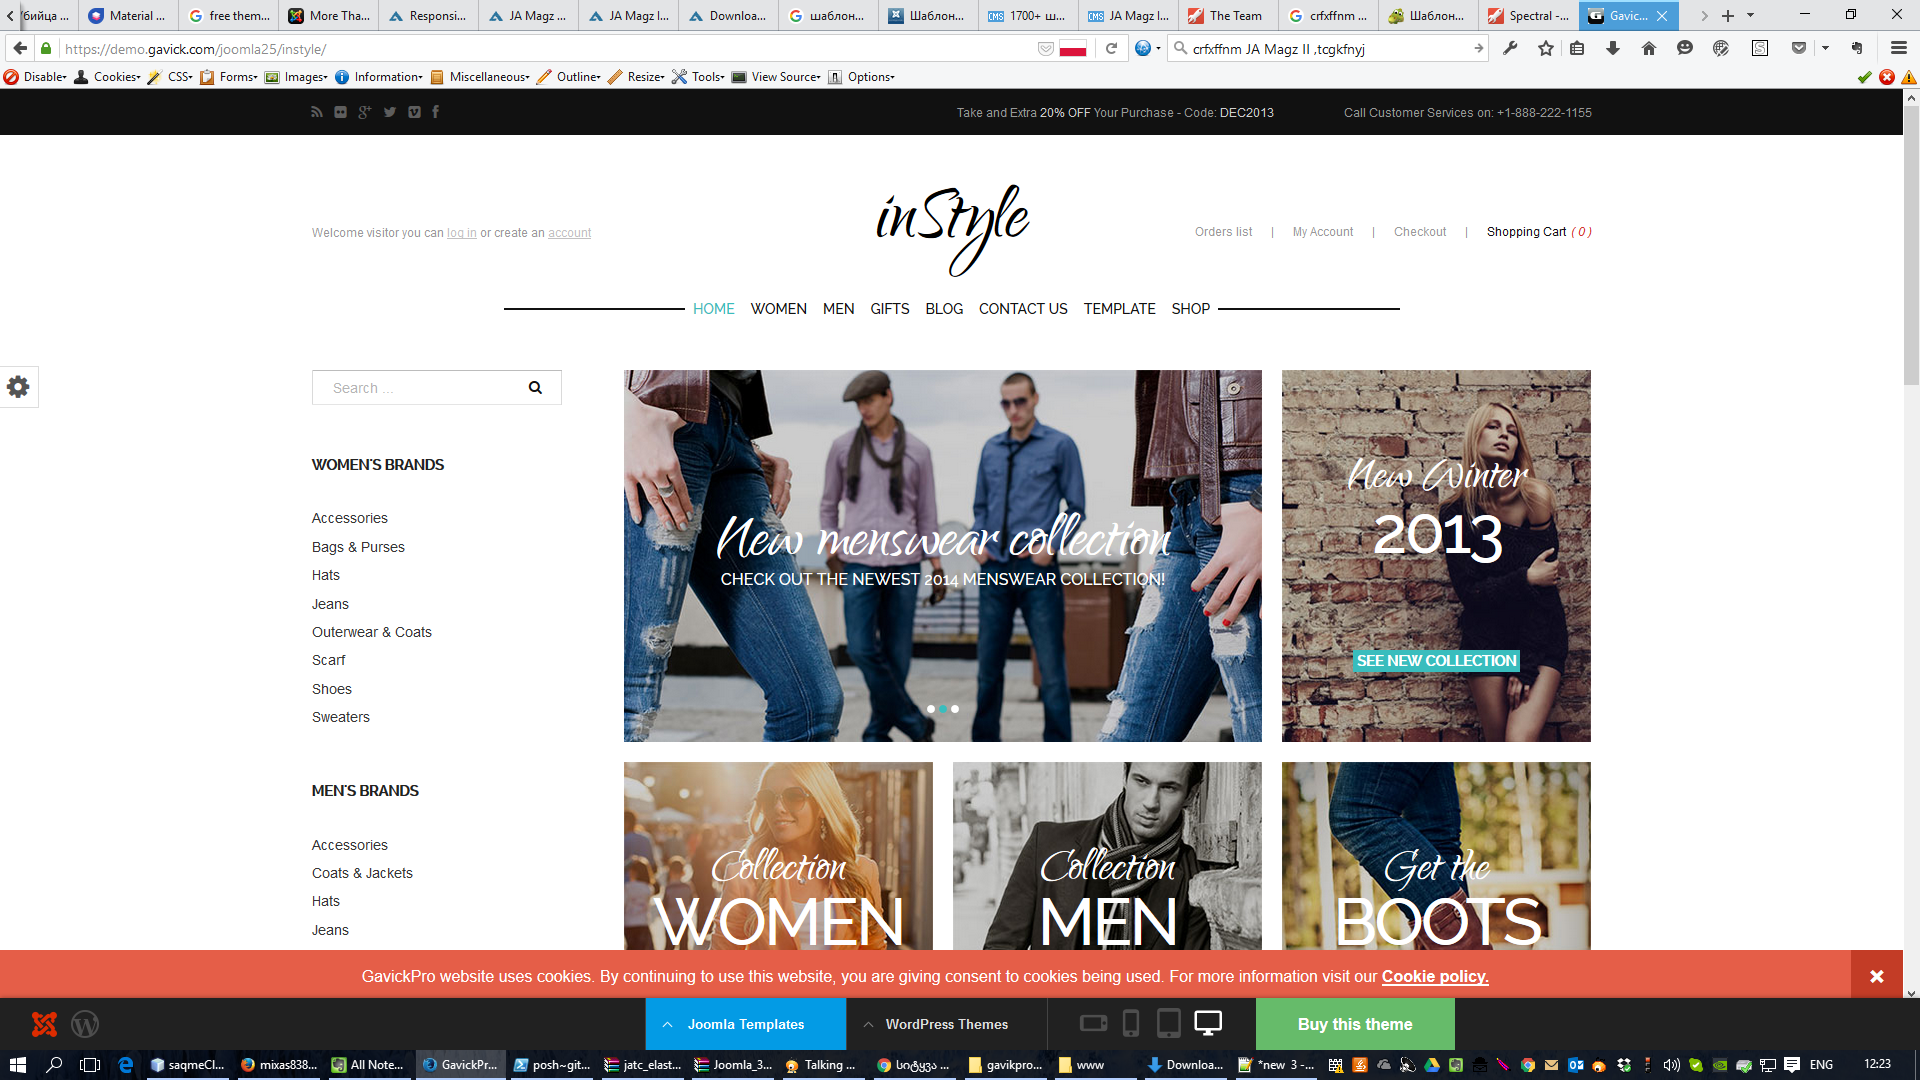 убийца ...
Material ...
free them...
More Tha...
Responsi...
JA Magz ...
JA Magz I...
Downloa...
шаблон...
Шаблон...
1700+ ш...
JA Magz I...
The Team
crfxffnm ...
Шаблон...
Spectral -...
Gavic...
https://demo.gavick.com/joomla25/instyle/
crfxffnm JA Magz II ,tcgkfnyj
Disable
Cookies
CSS
Forms
Images
Information
Miscellaneous
Outline
Resize
Tools
View Source
Options
Take and Extra 20% OFF Your Purchase - Code: DEC2013
Call Customer Services on: +1-888-222-1155
Welcome visitor you can log in or create an account
inStyle
Orders list | My Account | Checkout | Shopping Cart ( 0 )
HOME WOMEN MEN GIFTS BLOG CONTACT US TEMPLATE SHOP
Search ...
WOMEN'S BRANDS
Accessories
Bags & Purses
Hats
Jeans
Outerwear & Coats
Scarf
Shoes
Sweaters
MEN'S BRANDS
Accessories
Coats & Jackets
Hats
Jeans
New menswear collection
CHECK OUT THE NEWEST 2014 MENSWEAR COLLECTION!
New Winter
2013
SEE NEW COLLECTION
Collection
WOMEN
Collection
MEN
Get the
BOOTS
GavickPro website uses cookies. By continuing to use this website, you are giving consent to cookies being used. For more information visit our Cookie policy.
Joomla Templates
WordPress Themes
Buy this theme
saqmeCl...
mixas838...
All Note...
GavickPr...
posh~git...
jatc_elast...
Joomla_3...
Talking ...
სიტყვა ...
gavikpro...
www
Downloa...
*new 3 -...
ENG
12:23